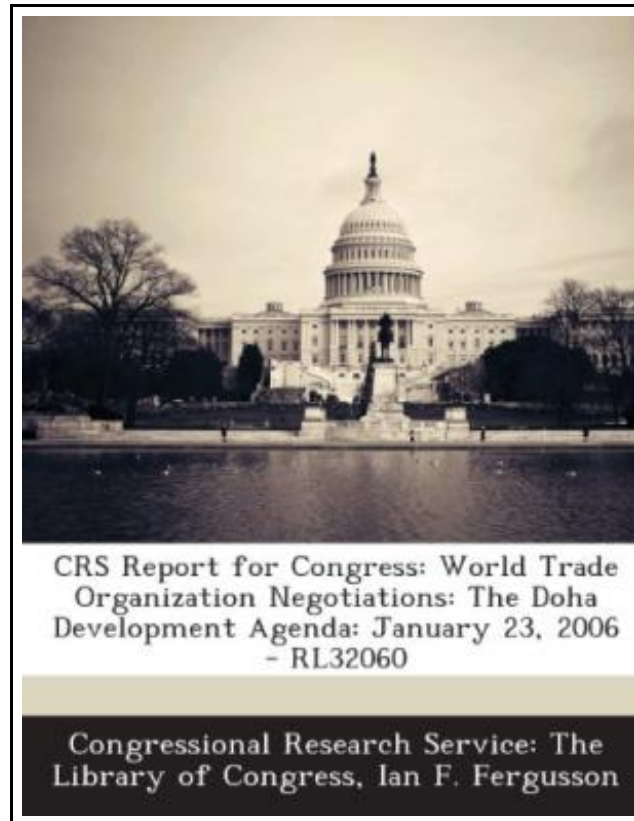 CRS Report for Congress: World Trade
Organization Negotiations: The Doha
Development Agenda: January 23, 2006
- RL32060
Congressional Research Service: The
Library of Congress, Ian F. Fergusson